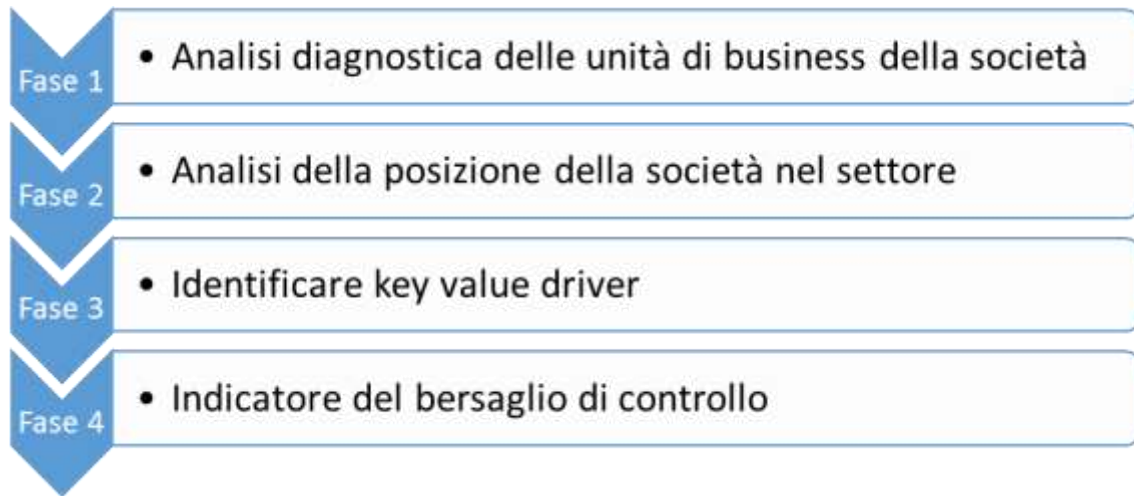 Fase 1
• Analisi diagnostica delle unità di business della società
Fase 2
• Analisi della posizione della società nel settore
Fase 3
• Identificare key value driver
Fase 4
• Indicatore del bersaglio di controllo